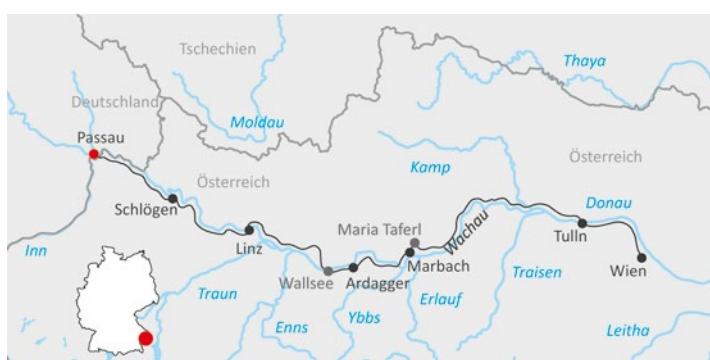 Tschechien
Thaya
Deutschland
Moldau
Passau
Kamp
Österreich
Österreich
Schlögen
Donau
Maria Taferl
Wachau
Inn
Linz
Tulln
Marbach
Wallsee
Ardagger
Wien
Traun
Enns
Ybbs
Erlauf
Traisen
Leitha